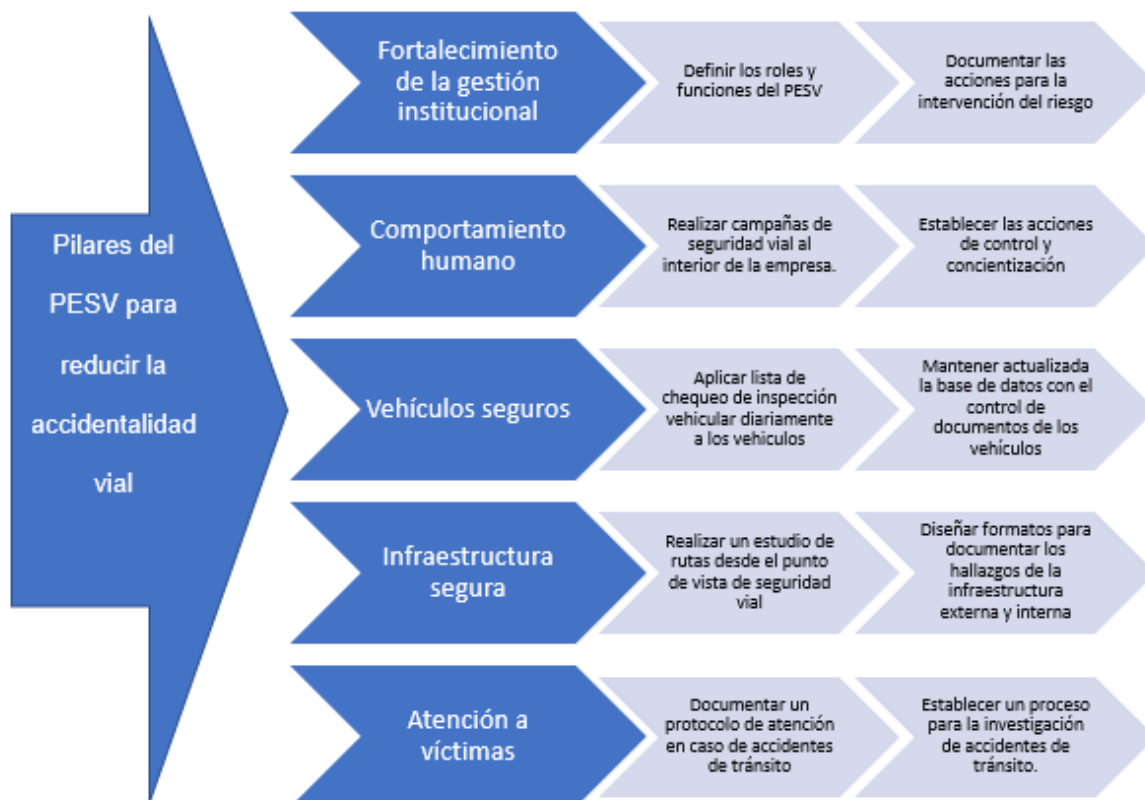 Pilares del
PESV para
reducir la
accidentalidad
vial
Fortalecimiento
de la gestión
institucional
Definir los roles y
funciones del PESV
Documentar las
acciones para la
intervención del riesgo
Comportamiento
humano
Realizar campañas de
seguridad vial al
interior de la empresa.
Establecer las acciones
de control y
concientización
Vehículos seguros
Aplicar lista de
chequeo de inspección
vehicular diariamente
a los vehiculos
Mantener actualizada
la base de datos con el
control de
documentos de los
vehículos
Infraestructura
segura
Realizar un estudio de
rutas desde el punto
de vista de seguridad
vial
Diseñar formatos para
documentar los
hallazgos de la
infraestructura
externa y interna
Atención a
víctimas
Documentar un
protocolo de atención
en caso de accidentes
de tránsito
Establecer un proceso
para la investigación
de accidentes de
tránsito.